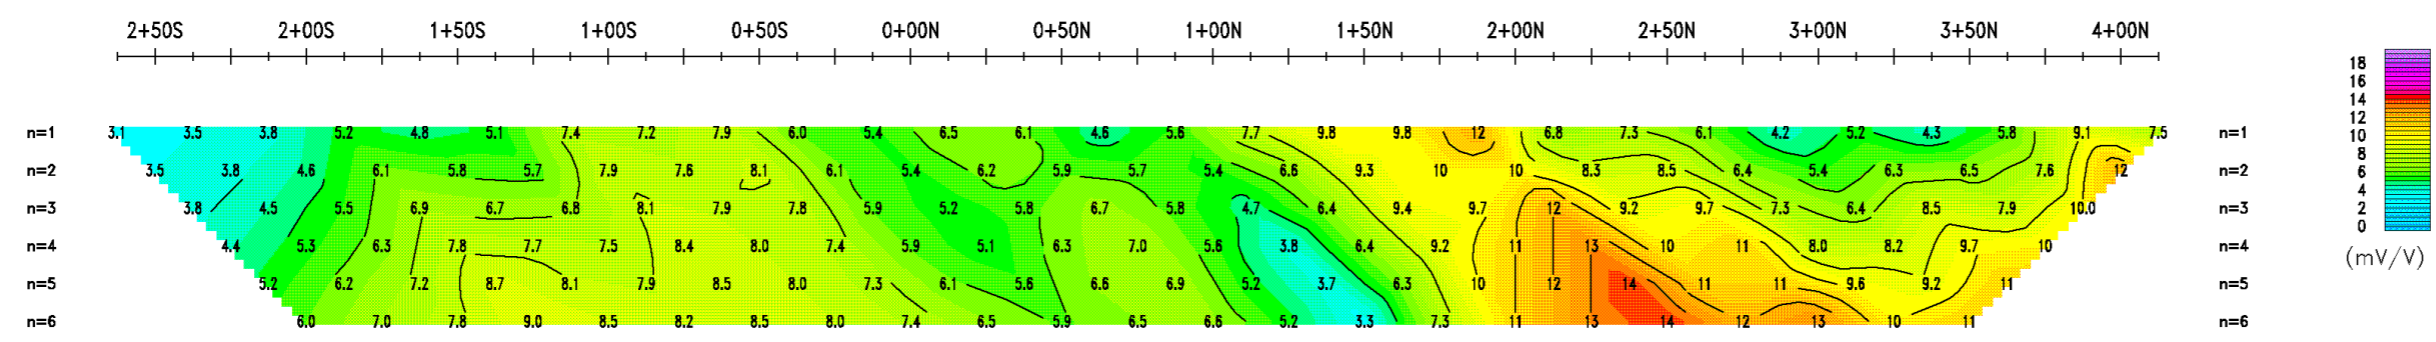 2+50S 2+00S 1+50S 1+00S 0+50S 0+00N 0+50N 1+00N 1+50N 2+00N 2+50N 3+00N 3+50N 4+00N
18
16
14
12
10
8
6
4
2
0
(mV/V)
n=1 3.1 3.5 3.8 5.2 4.8 5.1 7.4 7.2 7.9 6.0 5.4 6.5 6.1 4.6 5.6 7.7 9.8 9.8 12 6.8 7.3 6.1 4.2 5.2 4.3 5.8 9.1 7.5 n=1
n=2 3.5 3.8 4.6 6.1 5.8 5.7 7.9 7.6 8.1 6.1 5.4 6.2 5.9 5.7 5.4 6.6 9.3 10 10 8.3 8.5 6.4 5.4 6.3 6.5 7.6 12 n=2
n=3 3.8 4.5 5.5 6.9 6.7 6.8 8.1 7.9 7.8 5.9 5.2 5.8 6.7 5.8 4.7 6.4 9.4 9.7 12 9.2 9.7 7.3 6.4 8.5 7.9 10.0 n=3
n=4 4.4 5.3 6.3 7.8 7.7 7.5 8.4 8.0 7.4 5.9 5.1 6.3 7.0 5.6 3.8 6.4 9.2 11 13 10 11 8.0 8.2 9.7 10 n=4
n=5 5.2 6.2 7.2 8.7 8.1 7.9 8.5 8.0 7.3 6.1 5.6 6.6 6.9 5.2 3.7 6.3 10 12 14 11 11 9.6 9.2 11 n=5
n=6 6.0 7.0 7.8 9.0 8.5 8.2 8.5 8.0 7.4 6.5 5.9 6.5 6.6 5.2 3.3 7.3 11 13 14 12 13 10 11 n=6